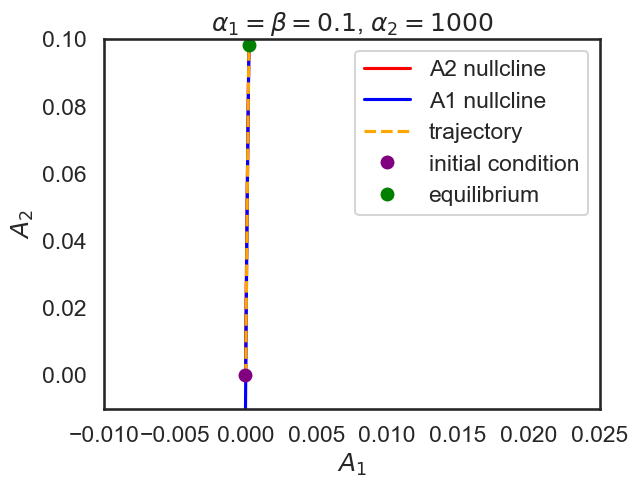 α₁ = β = 0.1, α₂ = 1000
0.10
0.08
0.06
0.04
0.02
0.00
A₂
A2 nullcline
A1 nullcline
trajectory
initial condition
equilibrium
−0.010 −0.005 0.000 0.005 0.010 0.015 0.020 0.025
A₁